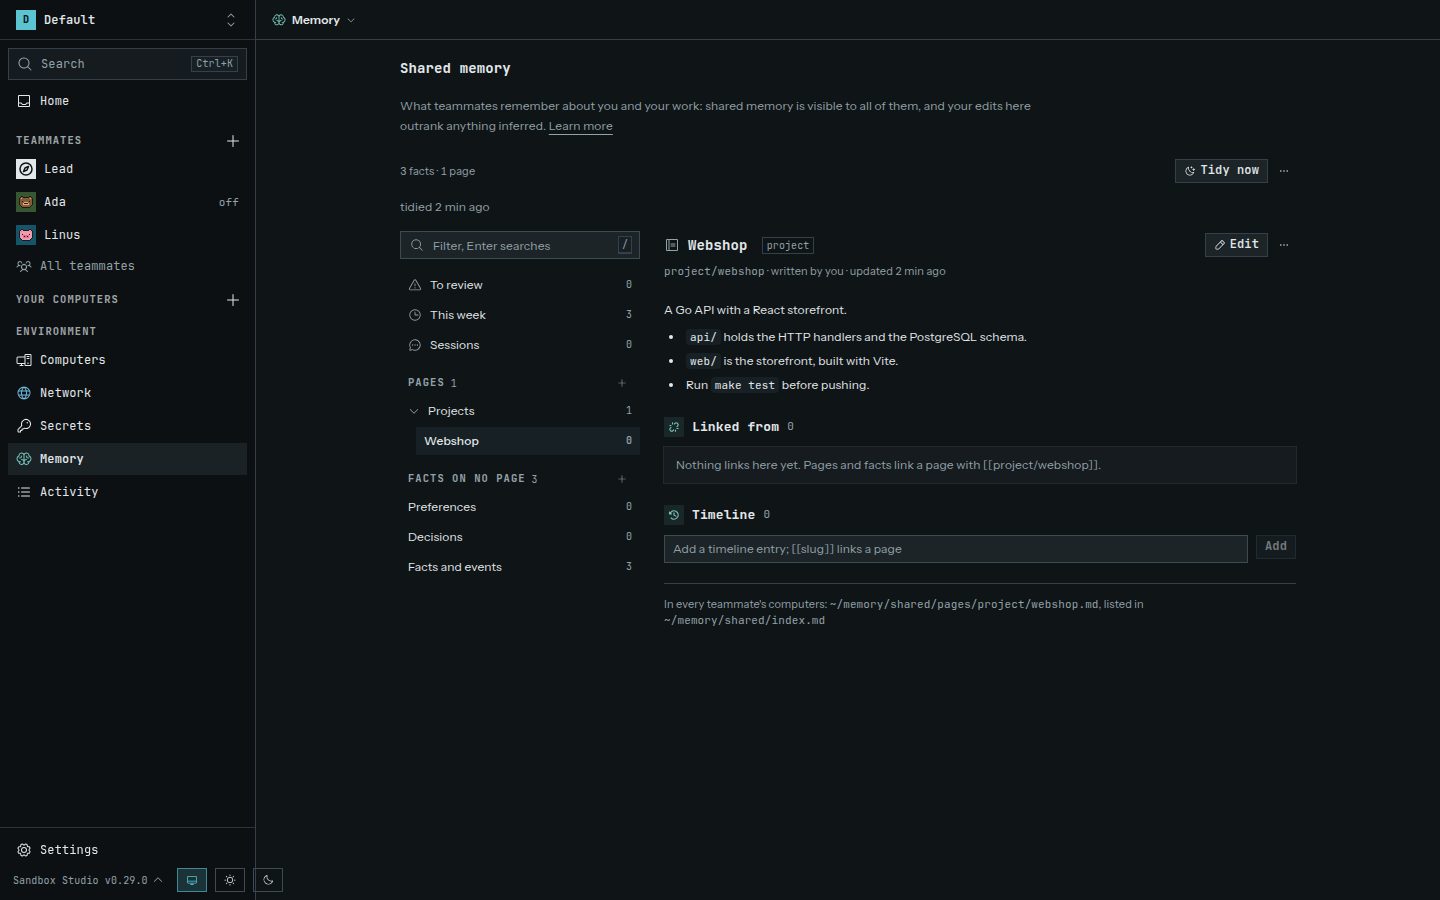 D Default
Search Ctrl+K
Home
TEAMMATES
Lead
Ada off
Linus
All teammates
YOUR COMPUTERS
ENVIRONMENT
Computers
Network
Secrets
Memory
Activity
Settings
Sandbox Studio v0.29.0
Memory
Shared memory
What teammates remember about you and your work: shared memory is visible to all of them, and your edits here
outrank anything inferred. Learn more
3 facts · 1 page
Tidy now ...
tidied 2 min ago
Filter, Enter searches /
To review 0
This week 3
Sessions 0
PAGES 1
Projects 1
Webshop 0
FACTS ON NO PAGE 3
Preferences 0
Decisions 0
Facts and events 3
Webshop project
Edit ...
project/webshop · written by you · updated 2 min ago
A Go API with a React storefront.
• api/ holds the HTTP handlers and the PostgreSQL schema.
• web/ is the storefront, built with Vite.
• Run make test before pushing.
Linked from 0
Nothing links here yet. Pages and facts link a page with [[project/webshop]].
Timeline 0
Add a timeline entry; [[slug]] links a page
Add
In every teammate's computers: ~/memory/shared/pages/project/webshop.md, listed in
~/memory/shared/index.md